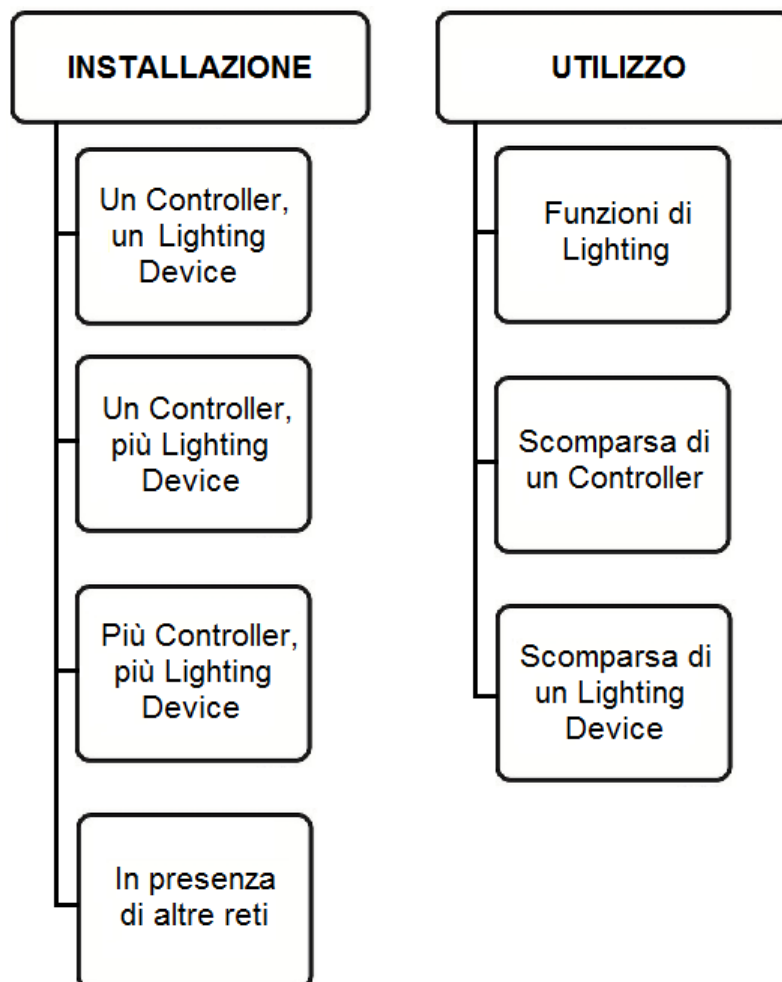 INSTALLAZIONE
Un Controller,
un Lighting
Device
Un Controller,
più Lighting
Device
Più Controller,
più Lighting
Device
In presenza
di altre reti
UTILIZZO
Funzioni di
Lighting
Scomparsa di
un Controller
Scomparsa di
un Lighting
Device